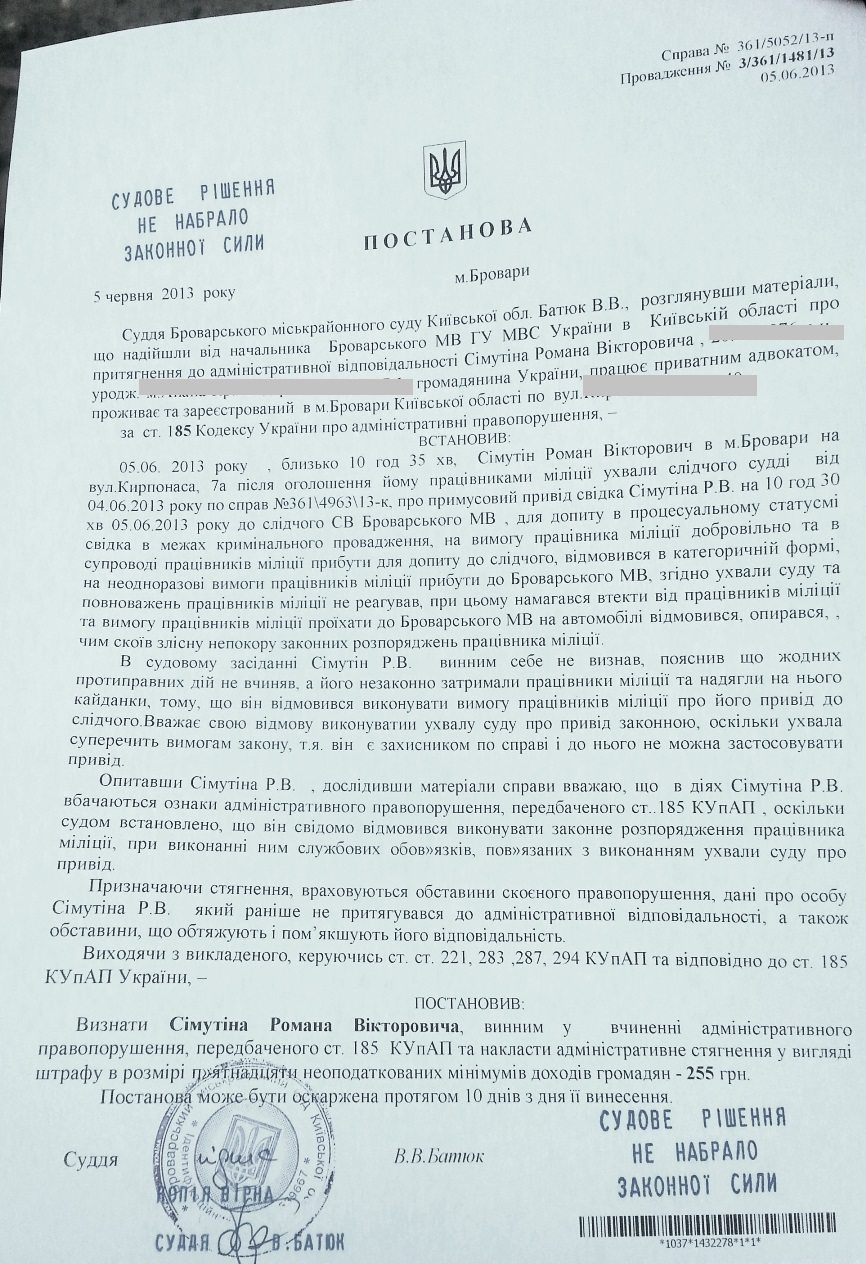 Справа № 361/5052/13-п
Провадження № 3/361/1481/13
05.06.2013
СУДОВЕ РІШЕННЯ
НЕ НАБРАЛО
ЗАКОННОЇ СИЛИ
ПОСТАНОВА
5 червня 2013 року
м.Бровари
Суддя Броварського міськрайонного суду Київської обл. Батюк В.В., розглянувши матеріали,
що надійшли від начальника Броварського МВ ГУ МВС України в Київській області про
притягнення до адміністративної відповідальності Сімутіна Романа Вікторовича ,
уродж. громадянина України, працює приватним адвокатом,
проживає та зареєстрований в м.Бровари Київської області по
за ст. 185 Кодексу України про адміністративні правопорушення, –
ВСТАНОВИВ:
05.06. 2013 року , близько 10 год 35 хв, Сімутін Роман Вікторович в м.Бровари на
вул.Кирпоноса, 7а після оголошення йому працівниками міліції ухвали слідчого судді від
04.06.2013 року по справ №361\4963\13-к, про примусовий привід свідка Сімутіна Р.В. на 10 год 30
хв 05.06.2013 року до слідчого СВ Броварського МВ , для допиту в процесуальному статусмі
свідка в межах кримінального провадження, на вимогу працівника міліції добровільно та в
супроводі працівників міліції прибути для допиту до слідчого, відмовився в категоричній формі,
на неодноразові вимоги працівників міліції прибути до Броварського МВ, згідно ухвали суду та
повноважень працівників міліції не реагував, при цьому намагався втекти від працівників міліції
та вимогу працівників міліції проїхати до Броварського МВ на автомобілі відмовився, опирався, ,
чим скоїв злісну непокору законних розпоряджень працівника міліції.
В судовому засіданні Сімутін Р.В. винним себе не визнав, пояснив що жодних
протиправних дій не вчиняв, а його незаконно затримали працівники міліції та надягли на нього
кайданки, тому, що він відмовився виконувати вимогу працівників міліції про його привід до
слідчого.Вважає свою відмову виконуватии ухвалу суду про привід законною, оскільки ухвала
суперечить вимогам закону, т.я. він є захисником по справі і до нього не можна застосовувати
привід.
Опитавши Сімутіна Р.В. , дослідивши матеріали справи вважаю, що в діях Сімутіна Р.В.
вбачаються ознаки адміністративного правопорушення, передбаченого ст..185 КУпАП , оскільки
судом встановлено, що він свідомо відмовився виконувати законне розпорядження працівника
міліції, при виконанні ним службових обов»язків, пов»язаних з виконанням ухвали суду про
привід.
Призначаючи стягнення, враховуються обставини скоєного правопорушення, дані про особу
Сімутіна Р.В. який раніше не притягувався до адміністративної відповідальності, а також
обставини, що обтяжують і пом’якшують його відповідальність.
Виходячи з викладеного, керуючись ст. ст. 221, 283 ,287, 294 КУпАП та відповідно до ст. 185
КУпАП України, –
ПОСТАНОВИВ:
Визнати Сімутіна Романа Вікторовича, винним у вчиненні адміністративного
правопорушення, передбаченого ст. 185 КУпАП та накласти адміністративне стягнення у вигляді
штрафу в розмірі п»ятнадцяти неоподаткованих мінімумів доходів громадян - 255 грн.
Постанова може бути оскаржена протягом 10 днів з дня її винесення.
Суддя В.В.Батюк
КОПІЯ ВІРНА
СУДДЯ В.БАТЮК
СУДОВЕ РІШЕННЯ
НЕ НАБРАЛО
ЗАКОННОЇ СИЛИ
*1037*1432278*1*1*